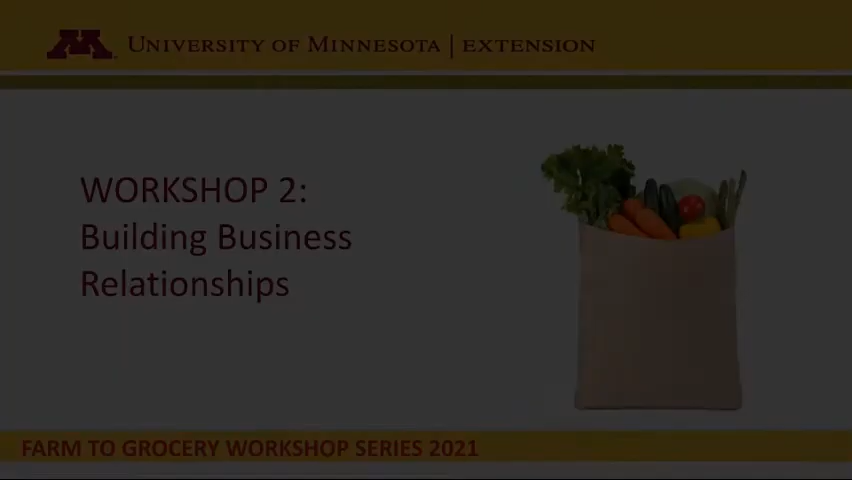 UNIVERSITY OF MINNESOTA | EXTENSION
WORKSHOP 2:
Building Business
Relationships
FARM TO GROCERY WORKSHOP SERIES 2021